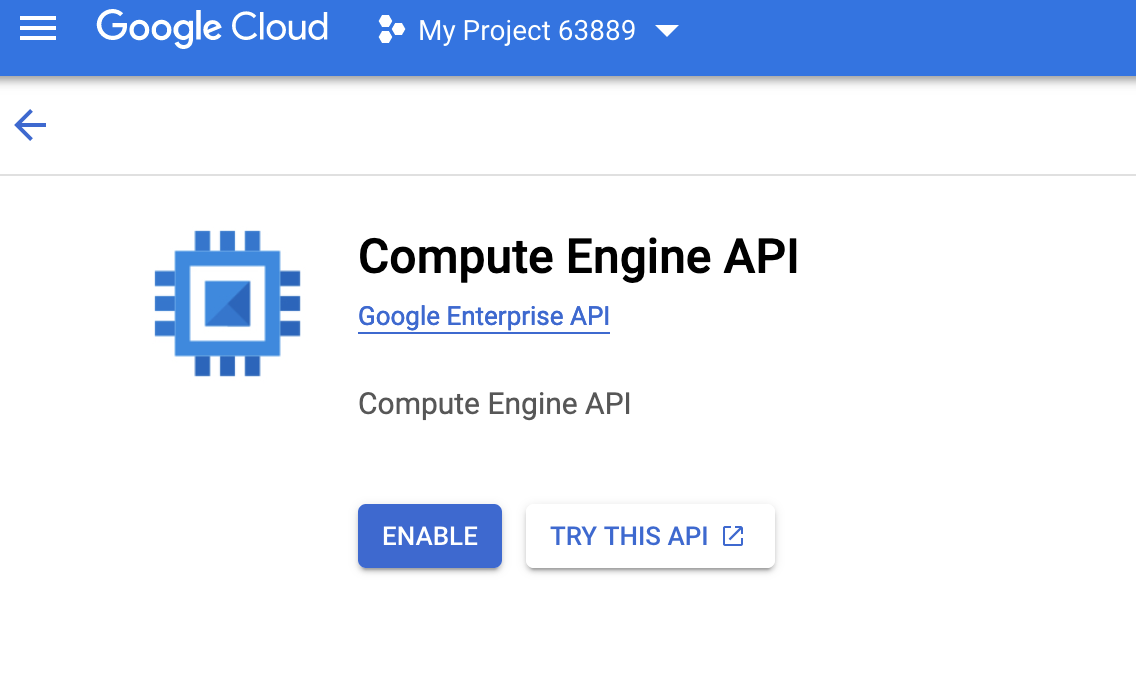 Google Cloud My Project 63889
Compute Engine API
Google Enterprise API
Compute Engine API
ENABLE TRY THIS API